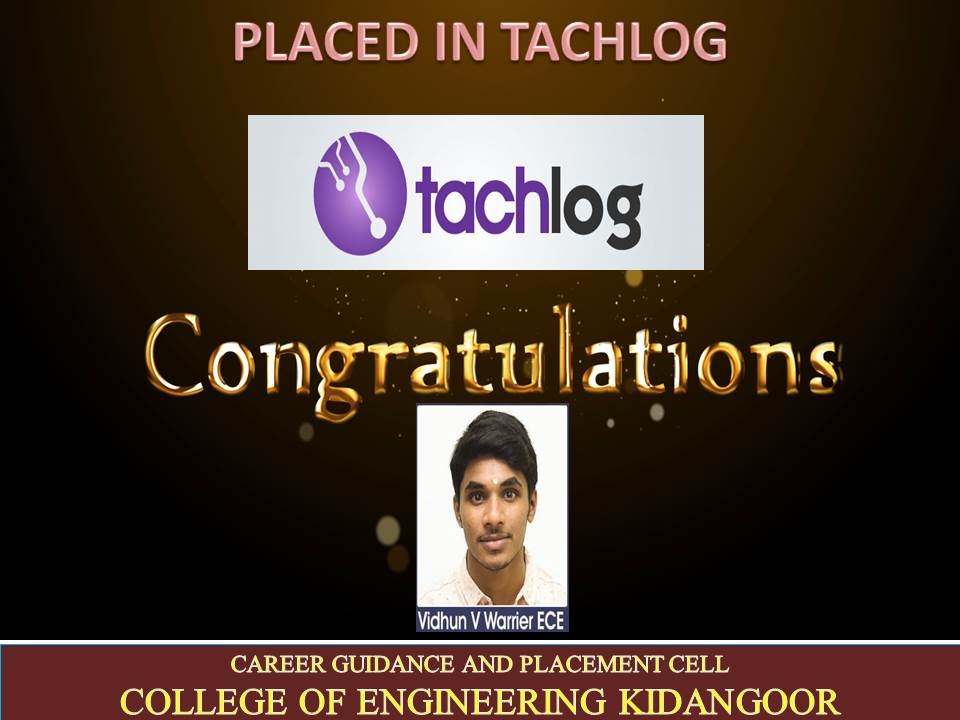 PLACED IN TACHLOG
tachlog
Congratulations
Vidhun V Warrier ECE
CAREER GUIDANCE AND PLACEMENT CELL
COLLEGE OF ENGINEERING KIDANGOOR